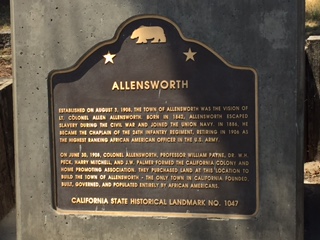 ALLENSWORTH
ESTABLISHED ON AUGUST 3, 1908, THE TOWN OF ALLENSWORTH WAS THE VISION OF
LT. COLONEL ALLEN ALLENSWORTH. BORN IN 1842, ALLENSWORTH ESCAPED
SLAVERY DURING THE CIVIL WAR AND JOINED THE UNION NAVY. IN 1886, HE
BECAME THE CHAPLAIN OF THE 24TH INFANTRY REGIMENT, RETIRING IN 1906 AS
THE HIGHEST RANKING AFRICAN AMERICAN OFFICER IN THE U.S. ARMY.
ON JUNE 30, 1908, COLONEL ALLENSWORTH, PROFESSOR WILLIAM PAYNE, DR. W.H.
PECK, HARRY MITCHELL, AND J.W. PALMER FORMED THE CALIFORNIA COLONY AND
HOME PROMOTING ASSOCIATION. THEY PURCHASED LAND AT THIS LOCATION TO
BUILD THE TOWN OF ALLENSWORTH - THE ONLY TOWN IN CALIFORNIA FOUNDED,
BUILT, GOVERNED, AND POPULATED ENTIRELY BY AFRICAN AMERICANS.
CALIFORNIA STATE HISTORICAL LANDMARK NO. 1047